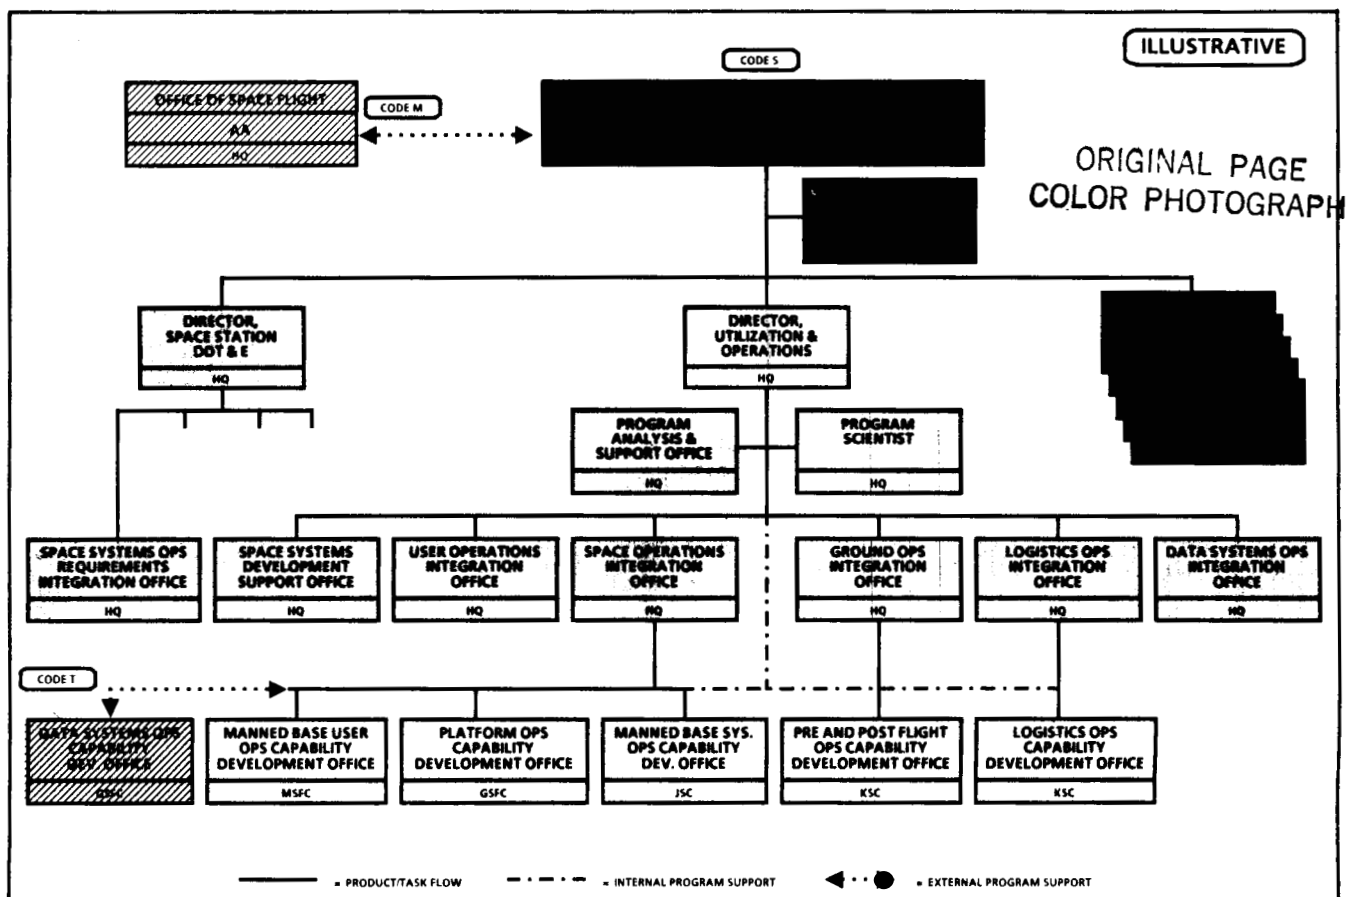 CODE S
ILLUSTRATIVE
OFFICE OF SPACE FLIGHT
AA
HQ
CODE M
ORIGINAL PAGE
COLOR PHOTOGRAPH
DIRECTOR,
SPACE STATION
DDT & E
HQ
DIRECTOR,
UTILIZATION &
OPERATIONS
HQ
PROGRAM
ANALYSIS &
SUPPORT OFFICE
HQ
PROGRAM
SCIENTIST
HQ
SPACE SYSTEMS OPS
REQUIREMENTS
INTEGRATION OFFICE
HQ
SPACE SYSTEMS
DEVELOPMENT
SUPPORT OFFICE
HQ
USER OPERATIONS
INTEGRATION
OFFICE
HQ
SPACE OPERATIONS
INTEGRATION
OFFICE
HQ
GROUND OPS
INTEGRATION
OFFICE
HQ
LOGISTICS OPS
INTEGRATION
OFFICE
HQ
DATA SYSTEMS OPS
INTEGRATION
OFFICE
HQ
CODE T
DATA SYSTEMS OPS
CAPABILITY
DEV. OFFICE
GSFC
MANNED BASE USER
OPS CAPABILITY
DEVELOPMENT OFFICE
MSFC
PLATFORM OPS
CAPABILITY
DEVELOPMENT OFFICE
GSFC
MANNED BASE SYS.
OPS CAPABILITY
DEV. OFFICE
JSC
PRE AND POST FLIGHT
OPS CAPABILITY
DEVELOPMENT OFFICE
KSC
LOGISTICS OPS
CAPABILITY
DEVELOPMENT OFFICE
KSC
= PRODUCT/TASK FLOW
= INTERNAL PROGRAM SUPPORT
= EXTERNAL PROGRAM SUPPORT